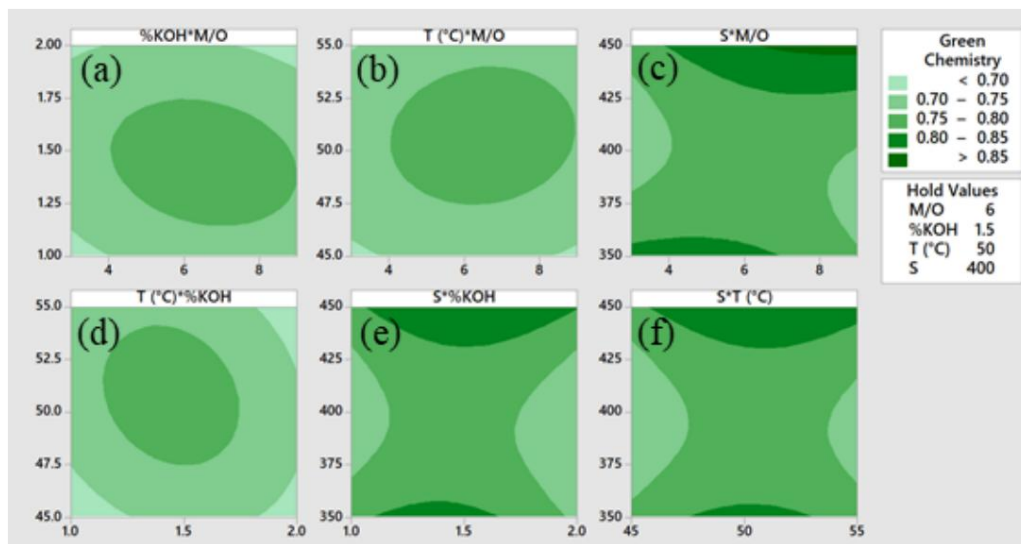 %KOH*M/O
T (°C)*M/O
S*M/O
2.00
1.75
1.50
1.25
1.00
(a)
4 6 8
55.0
52.5
50.0
47.5
45.0
(b)
4 6 8
450
425
400
375
350
(c)
4 6 8
T (°C)*%KOH
S*%KOH
S*T (°C)
55.0
52.5
50.0
47.5
45.0
(d)
1.0 1.5 2.0
450
425
400
375
350
(e)
1.0 1.5 2.0
450
425
400
375
350
(f)
45 50 55
Green
Chemistry
< 0.70
0.70 – 0.75
0.75 – 0.80
0.80 – 0.85
> 0.85
Hold Values
M/O 6
%KOH 1.5
T (°C) 50
S 400